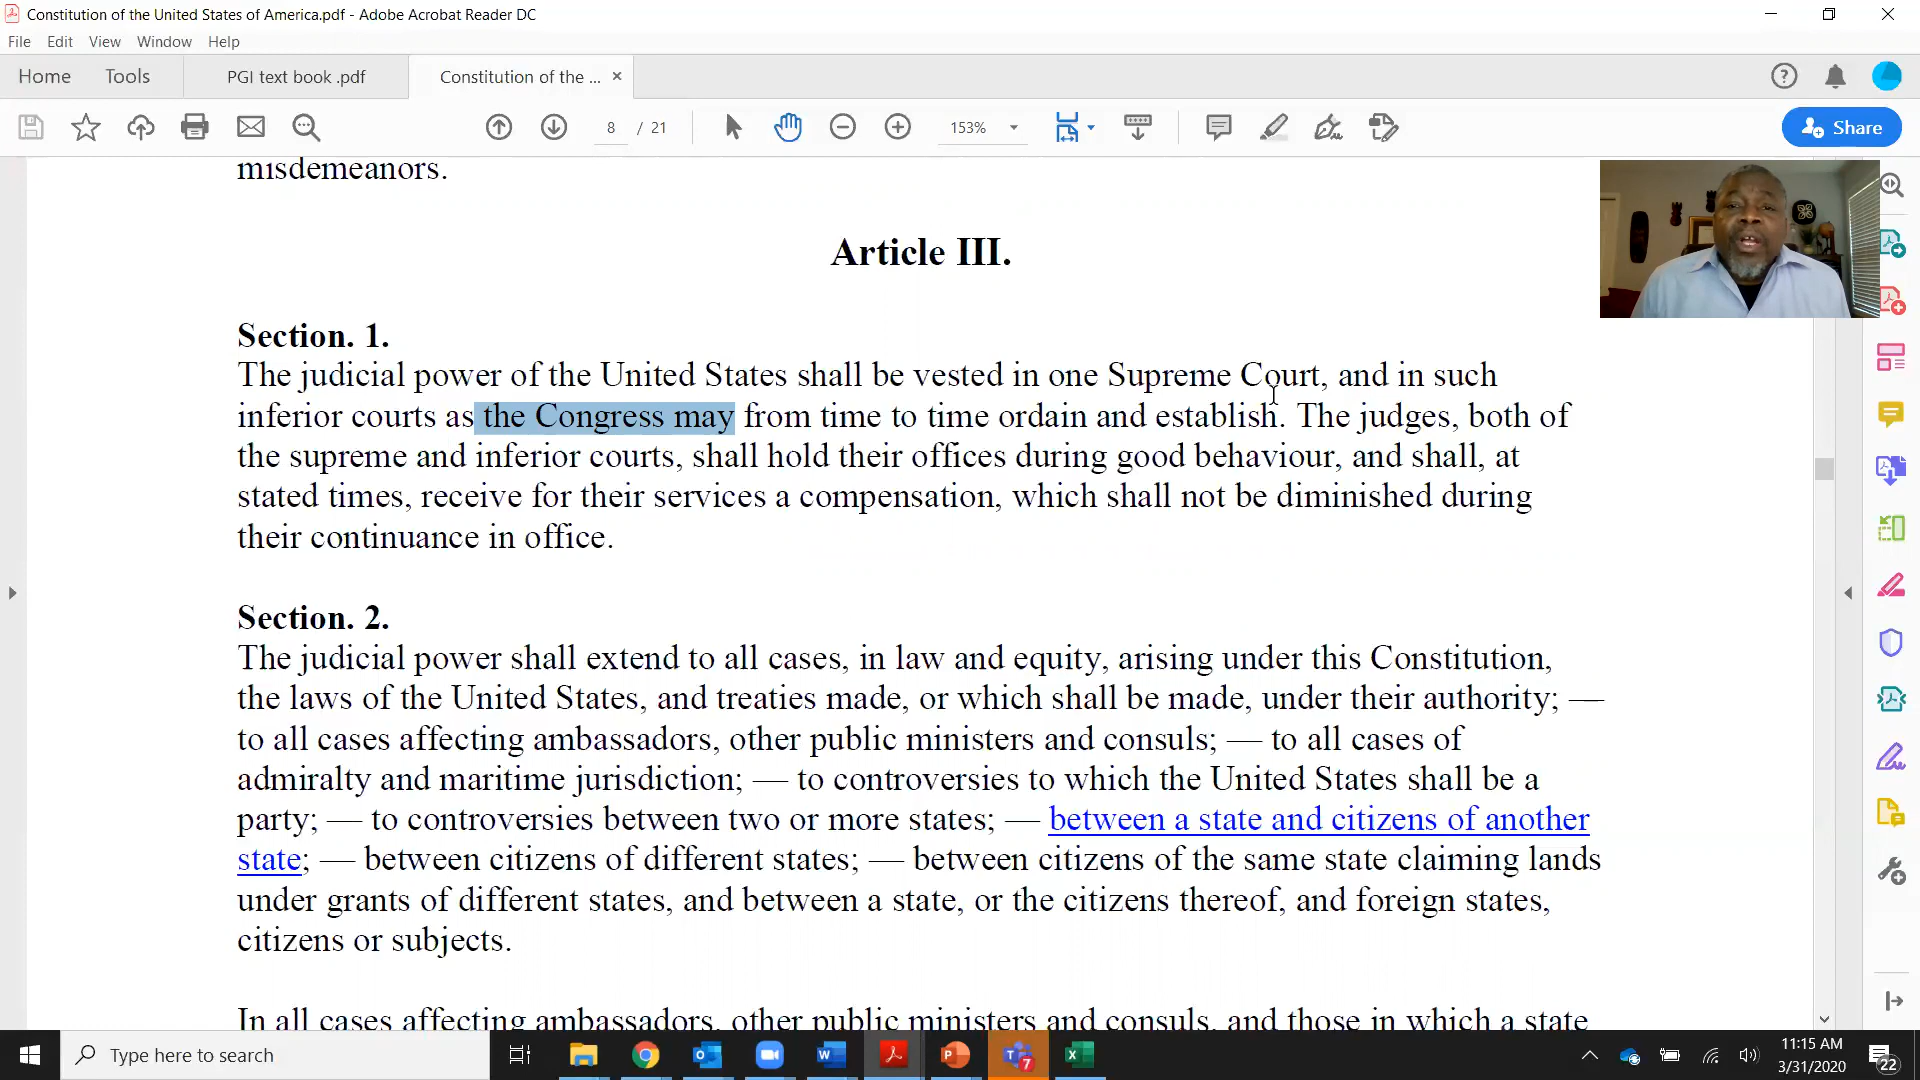 Constitution of the United States of America.pdf - Adobe Acrobat Reader DC
File Edit View Window Help
Home Tools PGI text book .pdf Constitution of the ... ×
8 / 21 153% Share
misdemeanors.
Article III.
Section. 1.
The judicial power of the United States shall be vested in one Supreme Court, and in such
inferior courts as the Congress may from time to time ordain and establish. The judges, both of
the supreme and inferior courts, shall hold their offices during good behaviour, and shall, at
stated times, receive for their services a compensation, which shall not be diminished during
their continuance in office.
Section. 2.
The judicial power shall extend to all cases, in law and equity, arising under this Constitution,
the laws of the United States, and treaties made, or which shall be made, under their authority; —
to all cases affecting ambassadors, other public ministers and consuls; — to all cases of
admiralty and maritime jurisdiction; — to controversies to which the United States shall be a
party; — to controversies between two or more states; — between a state and citizens of another
state; — between citizens of different states; — between citizens of the same state claiming lands
under grants of different states, and between a state, or the citizens thereof, and foreign states,
citizens or subjects.
In all cases affecting ambassadors, other public ministers and consuls, and those in which a state
Type here to search
7
11:15 AM
3/31/2020
22